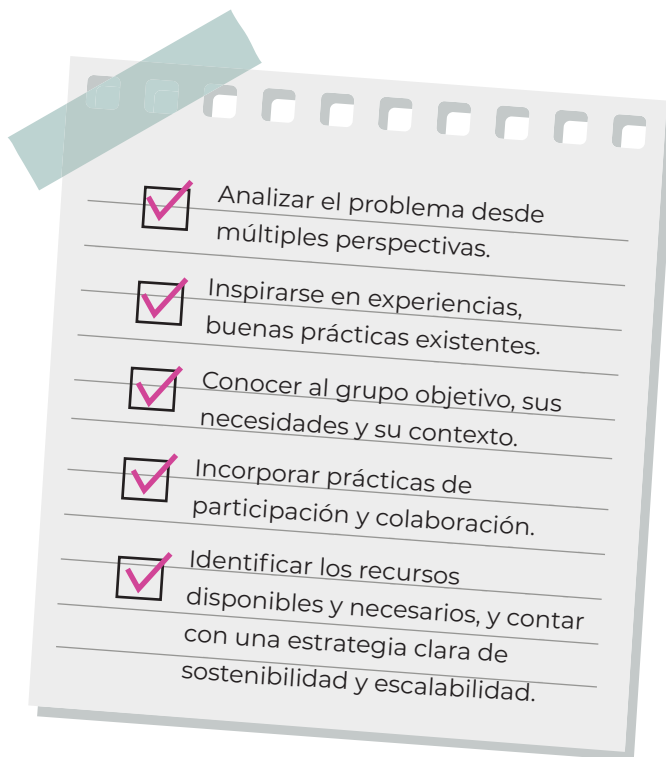 Analizar el problema desde
múltiples perspectivas.
Inspirarse en experiencias,
buenas prácticas existentes.
Conocer al grupo objetivo, sus
necesidades y su contexto.
Incorporar prácticas de
participación y colaboración.
Identificar los recursos
disponibles y necesarios, y contar
con una estrategia clara de
sostenibilidad y escalabilidad.